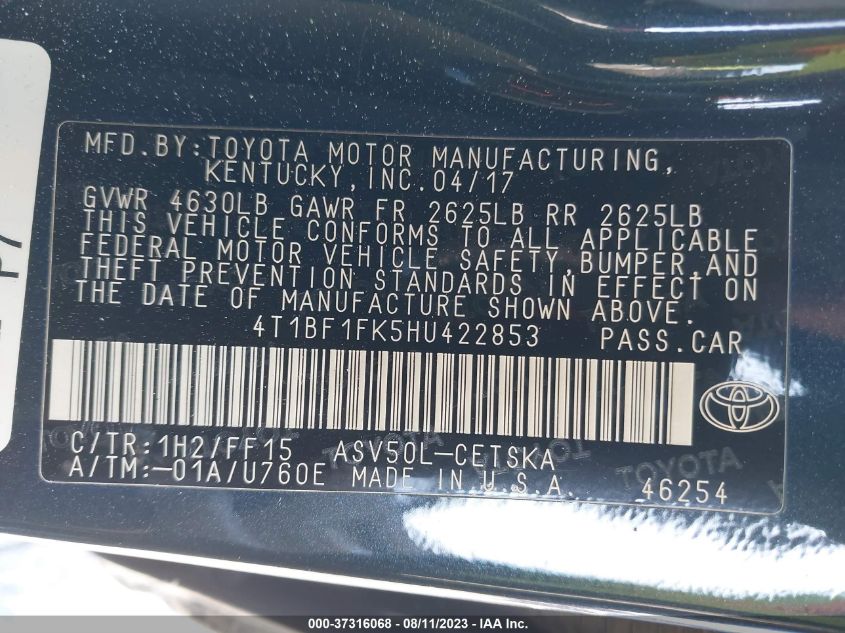 MFD.BY:TOYOTA MOTOR MANUFACTURING,
KENTUCKY,INC.04/17
GVWR 4630LB GAWR FR 2625LB RR 2625LB
THIS VEHICLE CONFORMS TO ALL APPLICABLE
FEDERAL MOTOR VEHICLE SAFETY,BUMPER,AND
THEFT PREVENTION STANDARDS IN EFFECT ON
THE DATE OF MANUFACTURE SHOWN ABOVE.
4T1BF1FK5HU422853 PASS.CAR
C/TR:1H2/FF15 ASV50L-CETSKA
A/TM:-01A/U760E MADE IN U.S.A. 46254
000-37316068 - 08/11/2023 - IAA Inc.